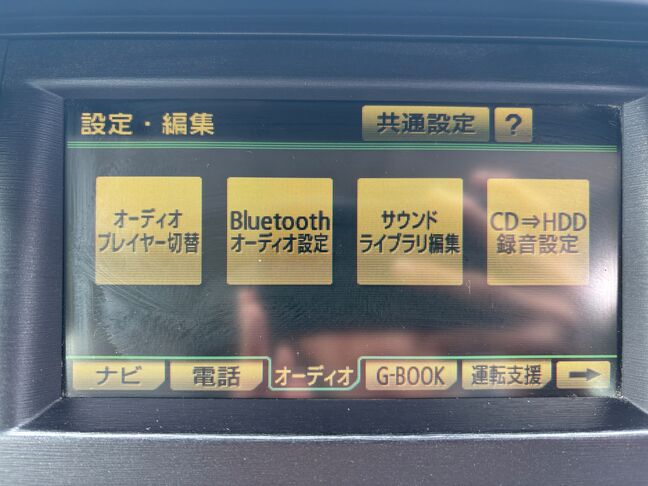 設定・編集 共通設定 ?
オーディオ
プレイヤー切替
Bluetooth
オーディオ設定
サウンド
ライブラリ編集
CD⇒HDD
録音設定
ナビ 電話 オーディオ G-BOOK 運転支援 →